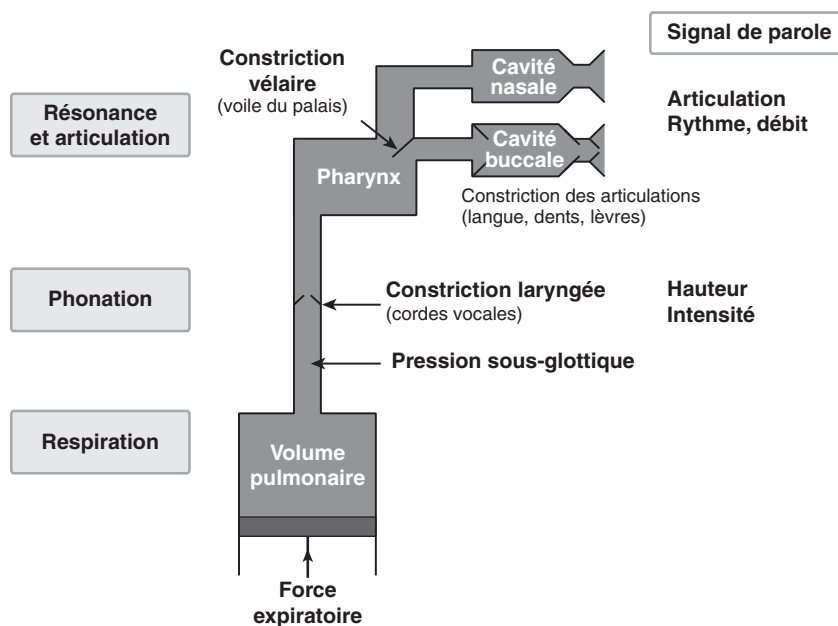 Signal de parole
Constriction
vélaire
(voile du palais)
Cavité
nasale
Résonance
et articulation
Articulation
Rythme, débit
Cavité
buccale
Pharynx
Constriction des articulations
(langue, dents, lèvres)
Phonation
Constriction laryngée
(cordes vocales)
Hauteur
Intensité
Pression sous-glottique
Respiration
Volume
pulmonaire
Force
expiratoire